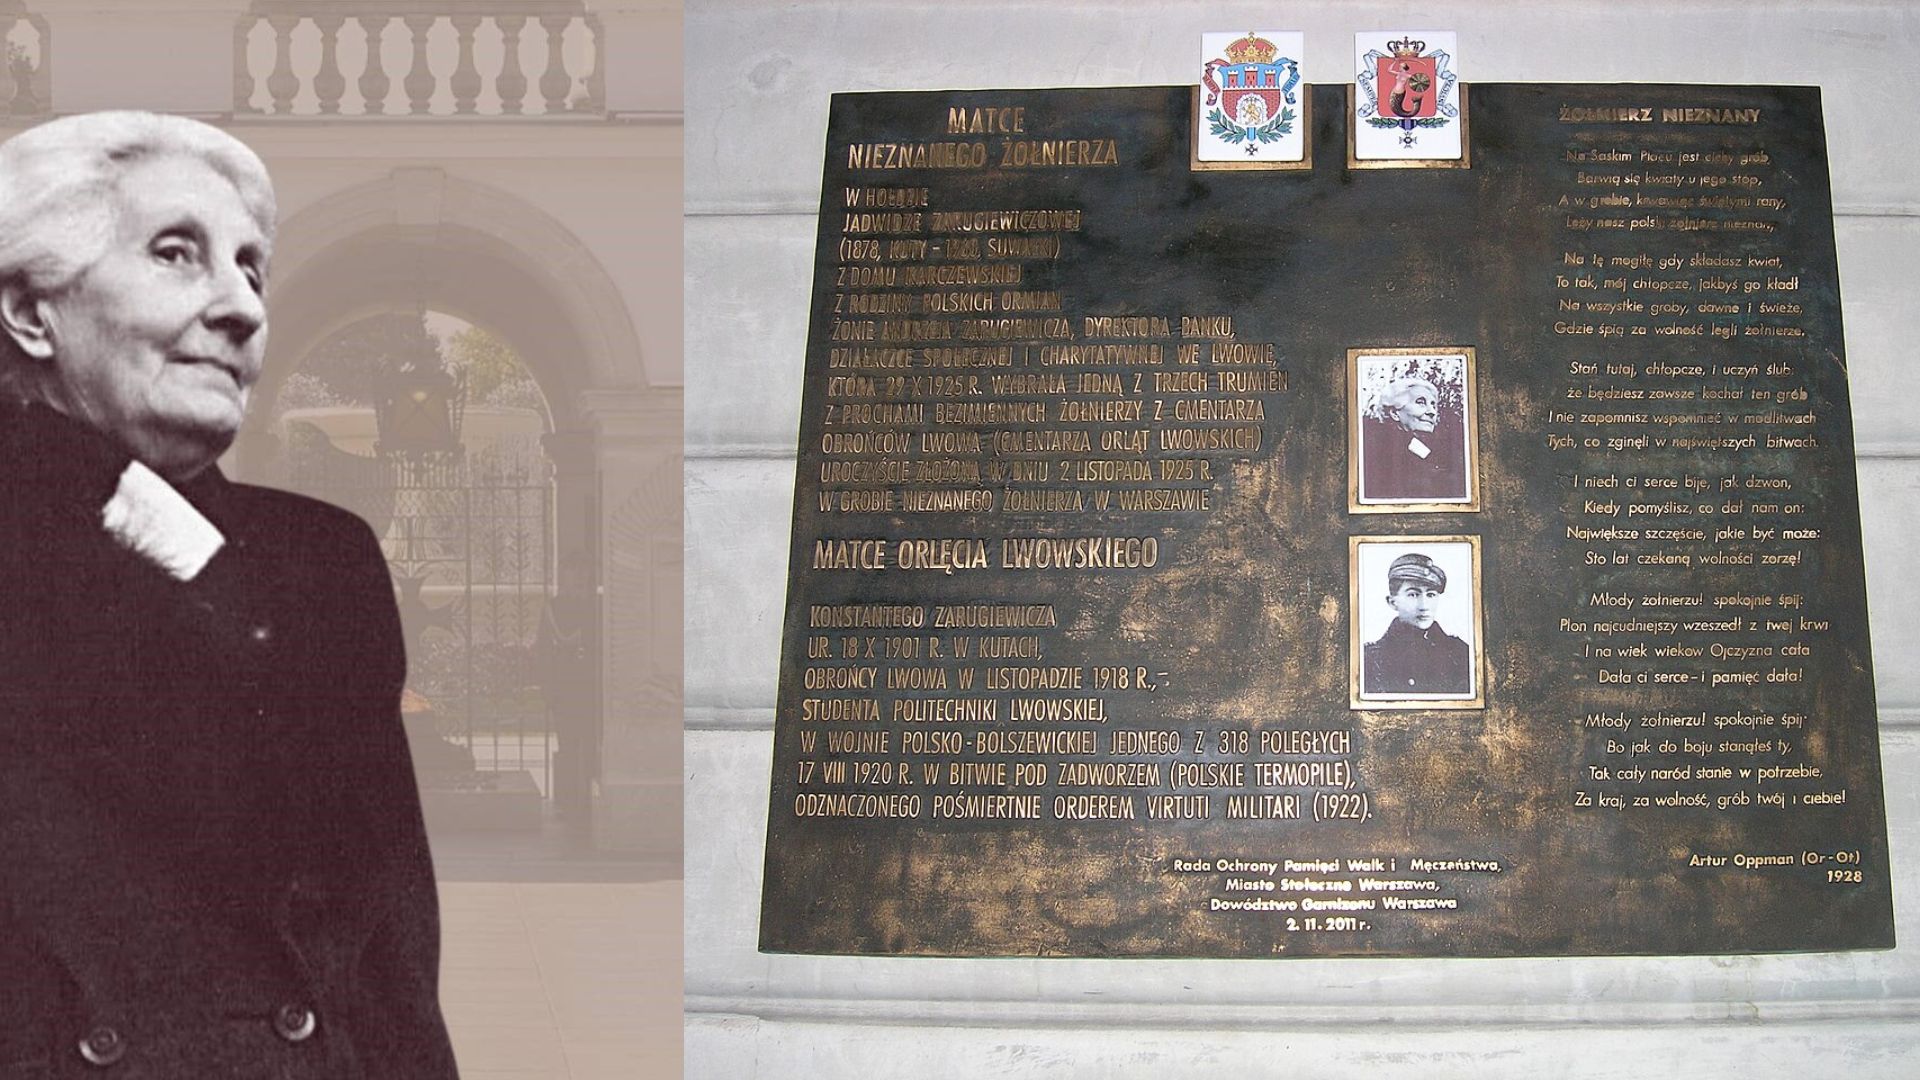 MATCE
NIEZNANEGO ŻOŁNIERZA
W HOŁDZIE
JADWIDZE ZARUGIEWICZOWEJ
(1878, KUTY – SUWAŁKI)
Z DOMU KARCZEWSKIEJ
Z RODZINY POLSKICH ORMIAN
ŻONIE ANDRZEJA ZARUGIEWICZA, DYREKTORA BANKU,
DZIAŁACZCE SPOŁECZNEJ I CHARYTATYWNEJ WE LWOWIE,
KTÓRA 29 X 1925 R. WYBRAŁA JEDNĄ Z TRZECH TRUMIEN
Z PROCHAMI BEZIMIENNYCH ŻOŁNIERZY Z CMENTARZA
OBROŃCÓW LWOWA (CMENTARZA ORLĄT LWOWSKICH)
UROCZYŚCIE ZŁOŻONĄ W DNIU 2 LISTOPADA 1925 R.
W GROBIE NIEZNANEGO ŻOŁNIERZA W WARSZAWIE
MATCE ORLĘCIA LWOWSKIEGO
KONSTANTEGO ZARUGIEWICZA
UR. 18 X 1901 R. W KUTACH,
OBROŃCY LWOWA W LISTOPADZIE 1918 R.,–
STUDENTA POLITECHNIKI LWOWSKIEJ,
W WOJNIE POLSKO-BOLSZEWICKIEJ JEDNEGO Z 318 POLEGŁYCH
17 VIII 1920 R. W BITWIE POD ZADWORZEM (POLSKIE TERMOPILE),
ODZNACZONEGO POŚMIERTNIE ORDEREM VIRTUTI MILITARI (1922).
Rada Ochrony Pamięci Walk i Męczeństwa,
Miasto Stołeczne Warszawa,
Dowództwo Garnizonu Warszawa
2.11.2011 r.
SEMPER INVICTA
ŻOŁNIERZ NIEZNANY
Na Saskim Placu jest cichy grób,
Barwią się kwiaty u jego stóp,
A w grobie, krwawiąc świętymi rany,
Leży nasz polski żołnierz nieznany,
Na tę mogiłę gdy składasz kwiat,
To tak, mój chłopcze, jakbyś go kładł
Na wszystkie groby, dawne i świeże,
Gdzie śpią za wolność legli żołnierze.
Stań tutaj, chłopcze, i uczyń ślub:
że będziesz zawsze kochał ten grób
I nie zapomnisz wspomnieć w modlitwach
Tych, co zginęli w najświętszych bitwach.
I niech ci serce bije, jak dzwon,
Kiedy pomyślisz, co dał nam on:
Największe szczęście, jakie być może:
Sto lat czekaną wolności zorzę!
Młody żołnierzu! spokojnie śpij:
Plon najcudniejszy wzeszedł z twej krwi
I na wiek wiekow Ojczyzna cała
Dała ci serce – i pamięć dała!
Młody żołnierzu! spokojnie śpij:
Bo jak do boju stanąłeś ty,
Tak cały naród stanie w potrzebie,
Za kraj, za wolność, grób twój i ciebie!
Artur Oppman (Or-Ot)
1928